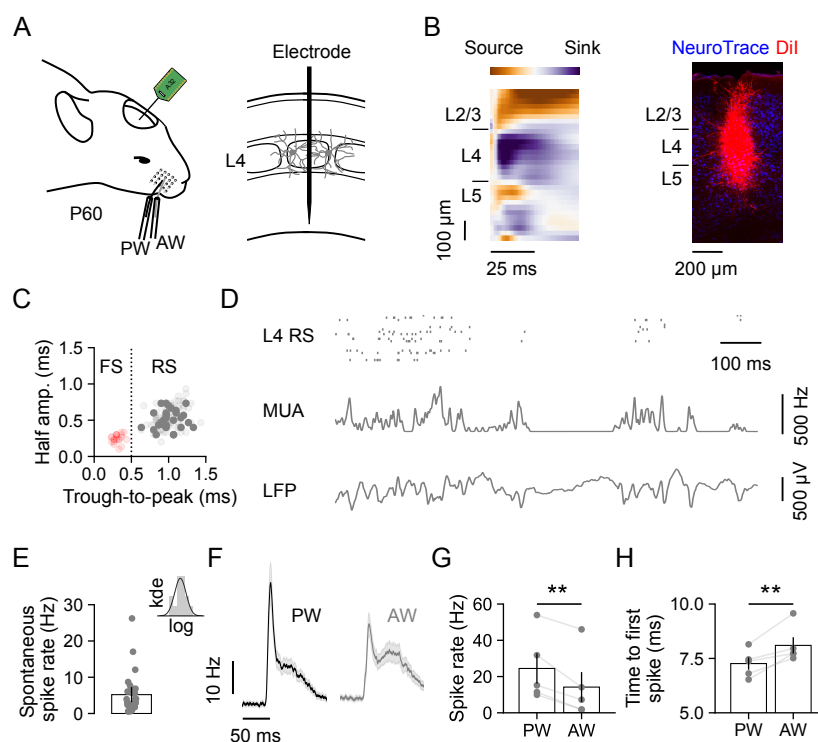 A
Electrode
A32
L4
P60
PW
AW
B
Source
Sink
NeuroTrace DiI
L2/3
L4
L5
100 µm
25 ms
L2/3
L4
L5
200 µm
C
Half amp. (ms)
1.5
1.0
0.5
0.0
FS
RS
0.0 0.5 1.0 1.5
Trough-to-peak (ms)
D
L4 RS
100 ms
MUA
500 Hz
LFP
500 µV
E
Spontaneous
spike rate (Hz)
30
20
10
0
kde
log
F
PW
AW
10 Hz
50 ms
G
Spike rate (Hz)
60
40
20
0
**
PW AW
H
Time to first
spike (ms)
10.0
7.5
5.0
**
PW AW